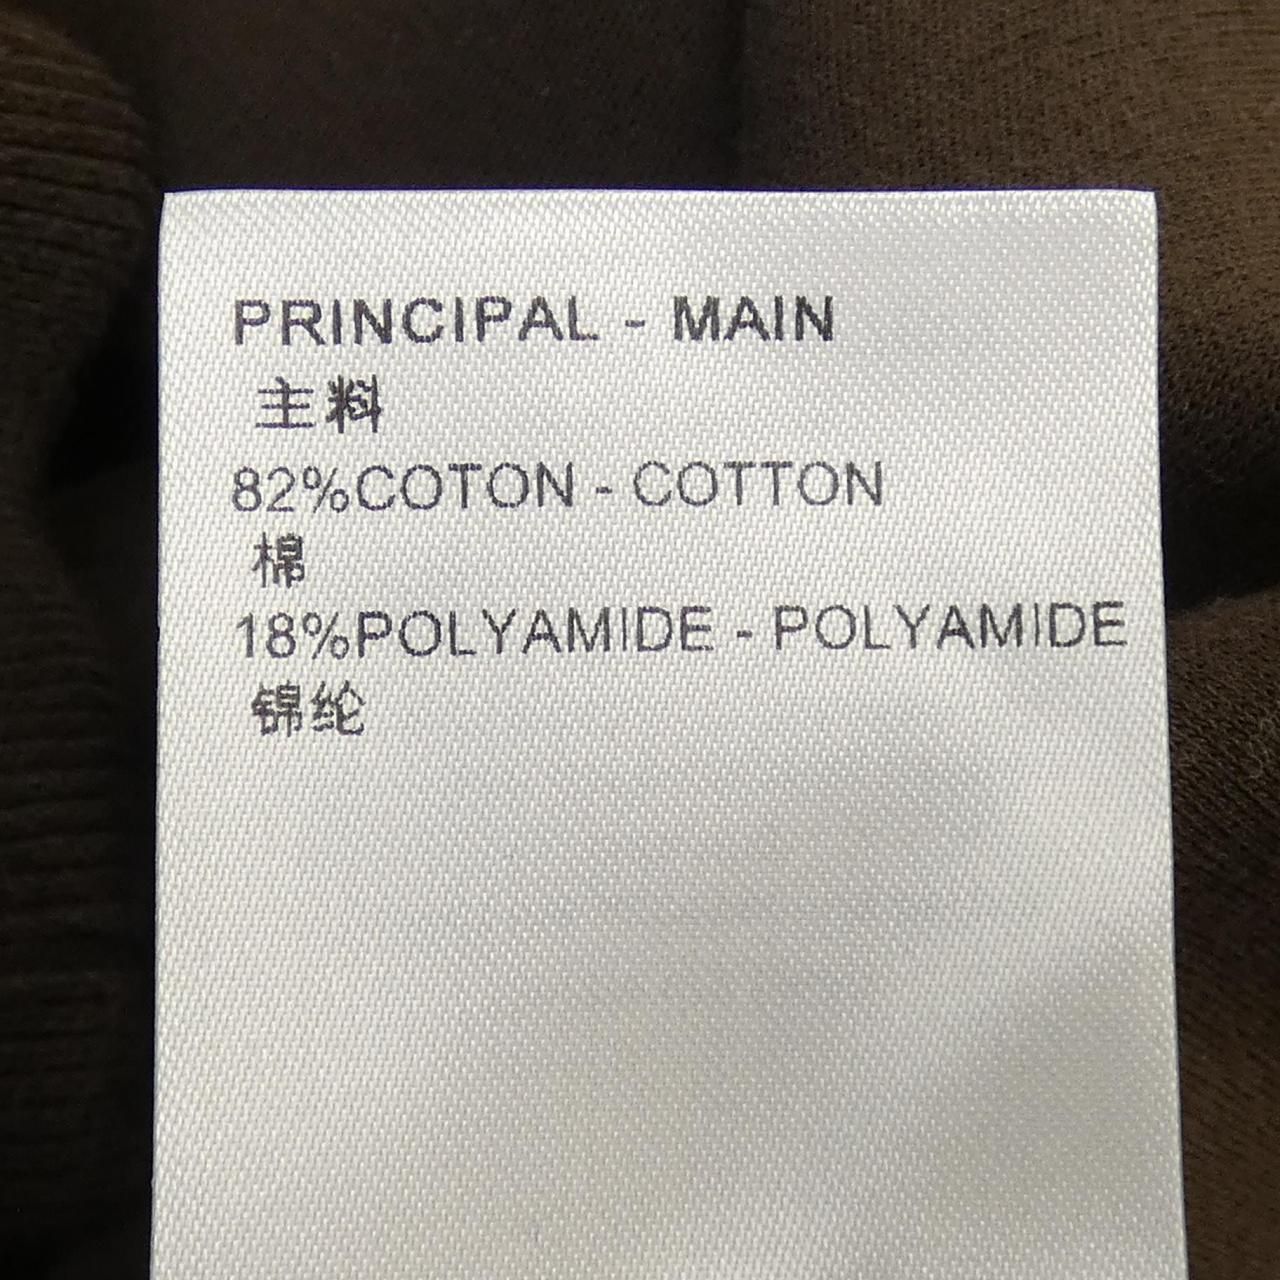 PRINCIPAL - MAIN
主料
82%COTON - COTTON
棉
18%POLYAMIDE - POLYAMIDE
锦纶